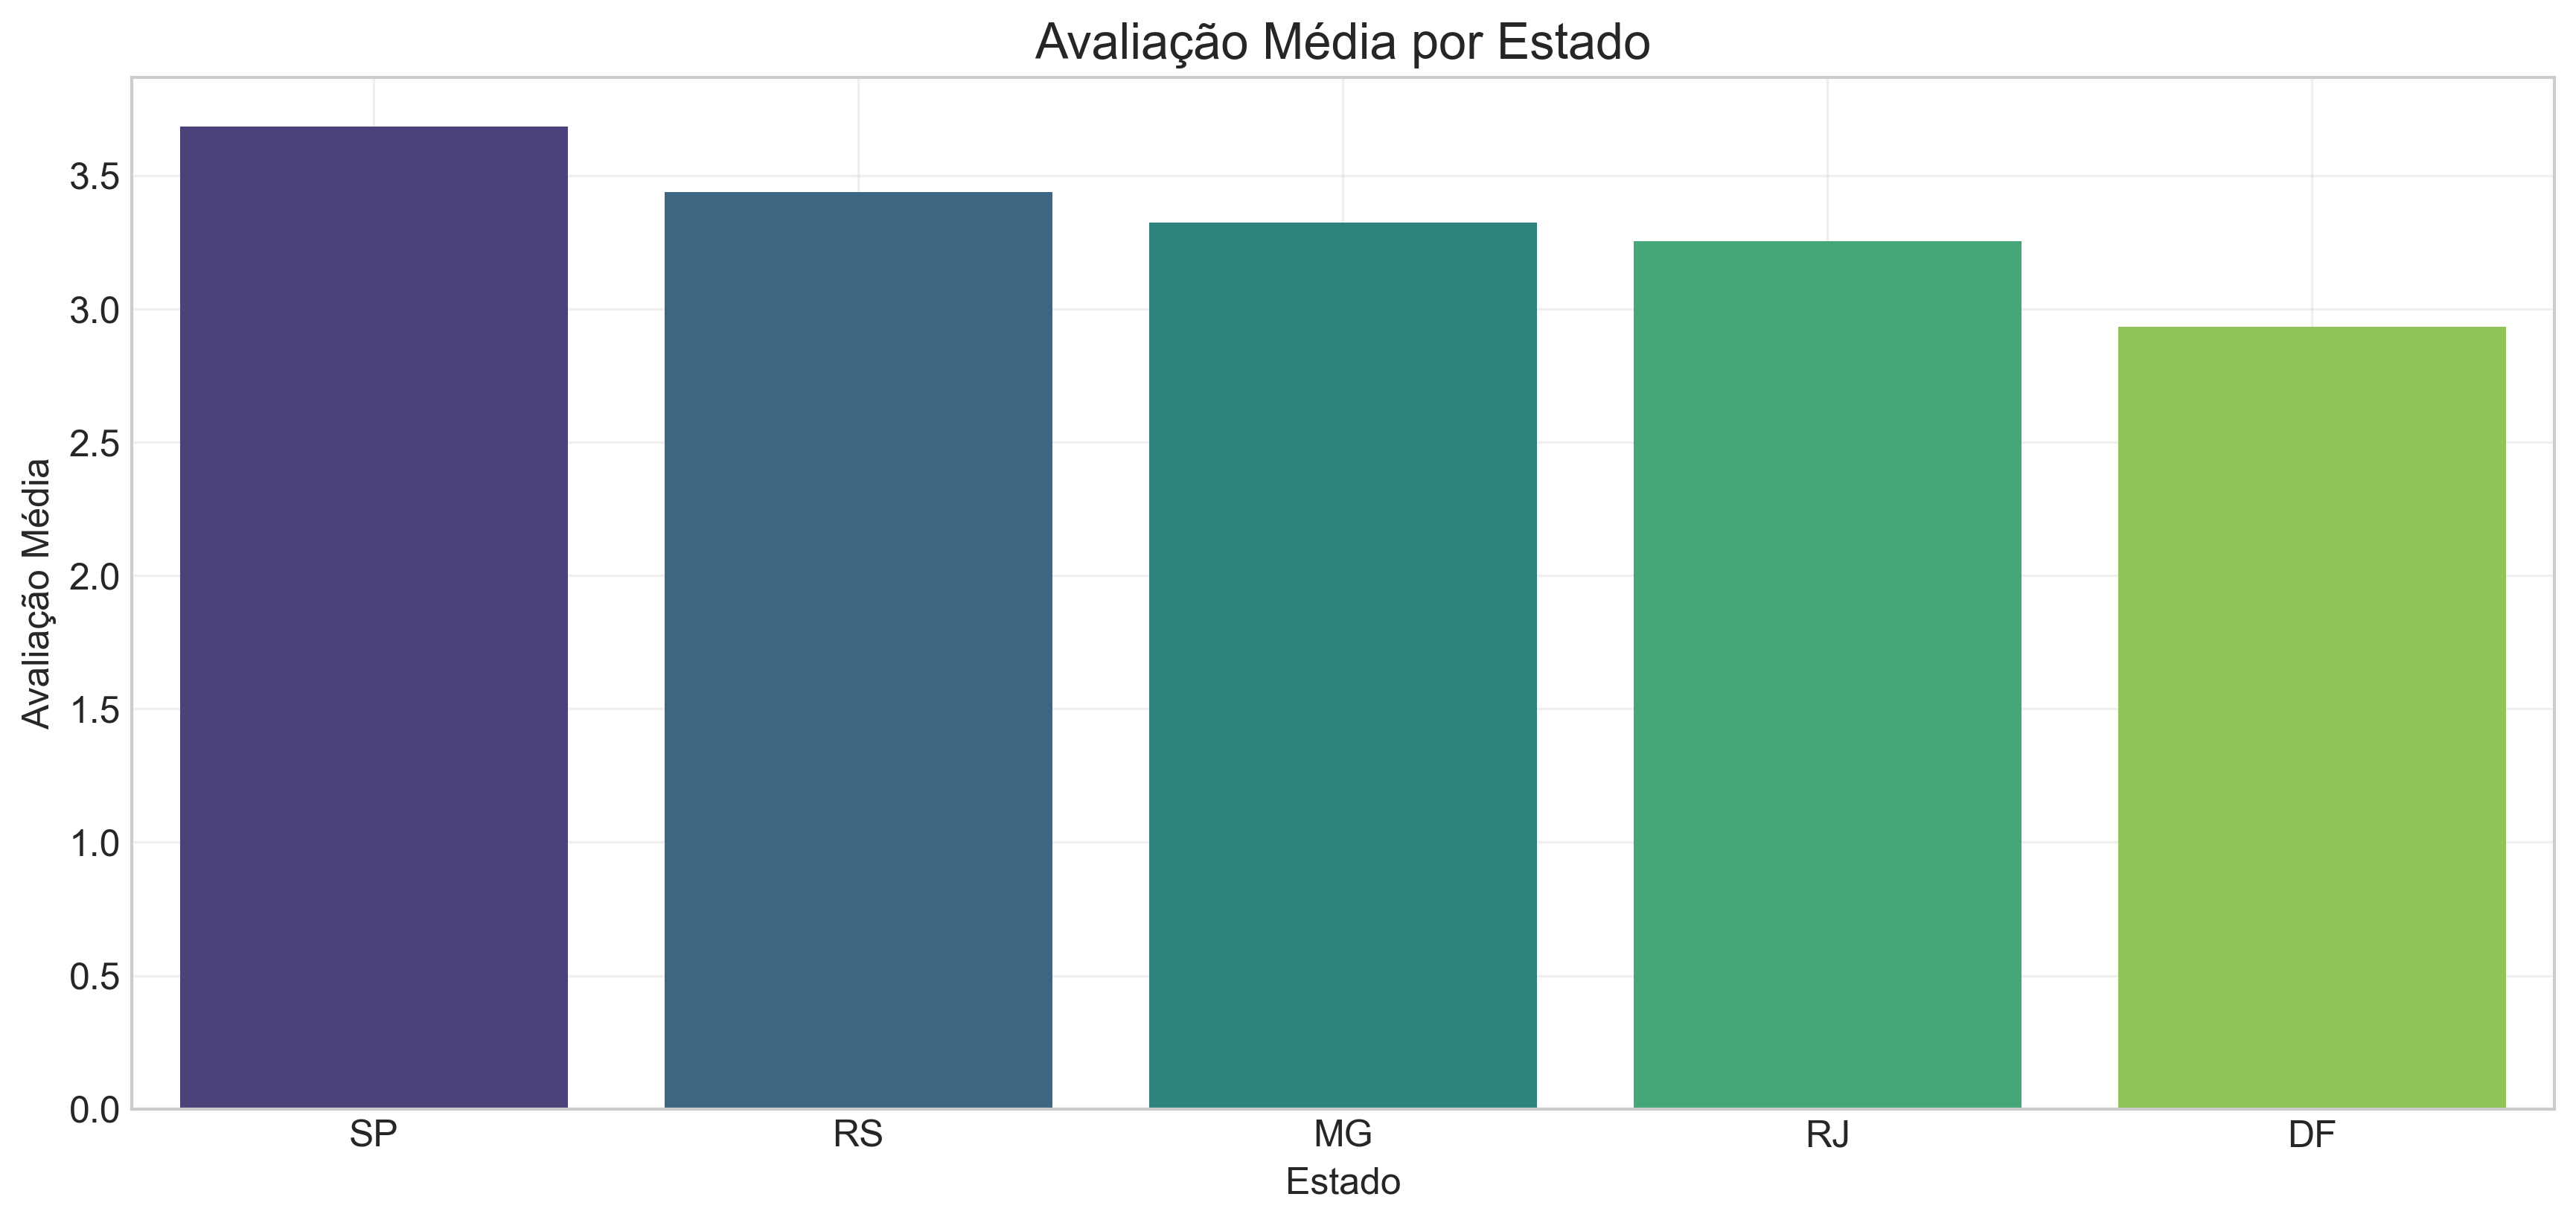 Avaliação Média por Estado
Avaliação Média
3.5
3.0
2.5
2.0
1.5
1.0
0.5
0.0
SP
RS
MG
RJ
DF
Estado